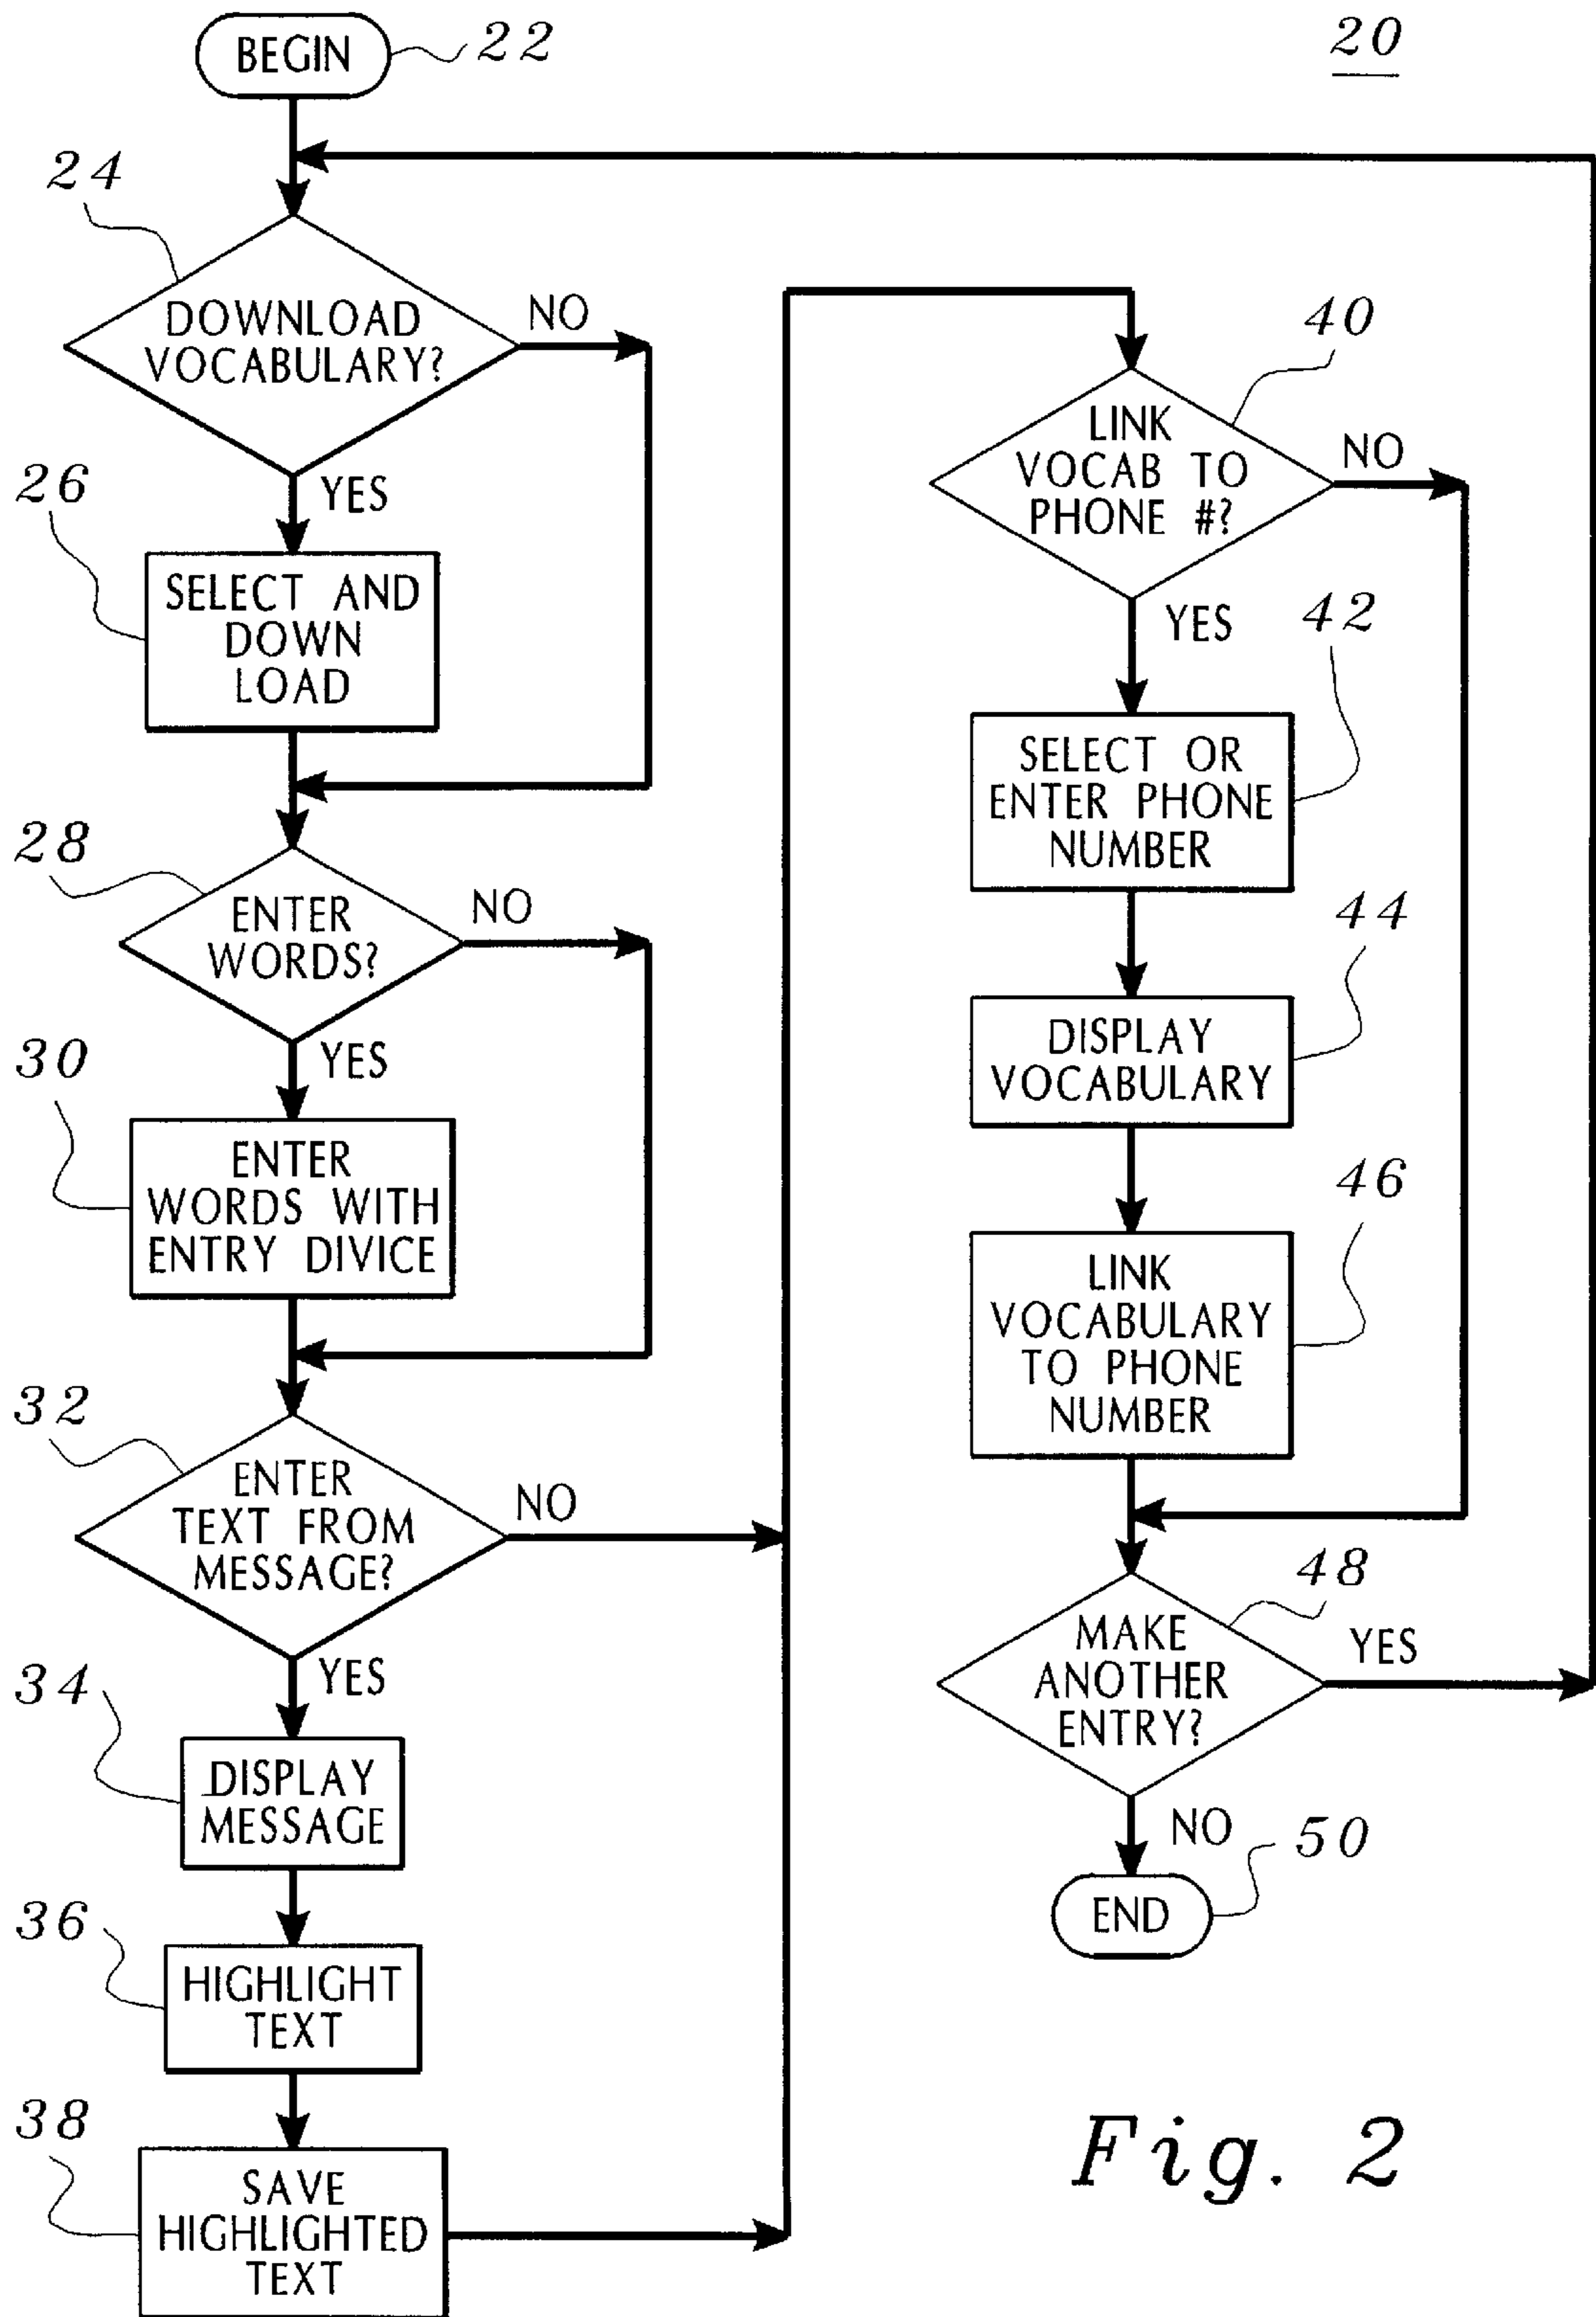 BEGIN
22
20
24
DOWNLOAD
VOCABULARY?
NO
YES
26
SELECT AND
DOWN
LOAD
28
ENTER
WORDS?
NO
YES
30
ENTER
WORDS WITH
ENTRY DIVICE
32
ENTER
TEXT FROM
MESSAGE?
NO
YES
34
DISPLAY
MESSAGE
36
HIGHLIGHT
TEXT
38
SAVE
HIGHLIGHTED
TEXT
40
LINK
VOCAB TO
PHONE #?
NO
YES
42
SELECT OR
ENTER PHONE
NUMBER
44
DISPLAY
VOCABULARY
46
LINK
VOCABULARY
TO PHONE
NUMBER
48
MAKE
ANOTHER
ENTRY?
YES
NO
50
END
Fig. 2